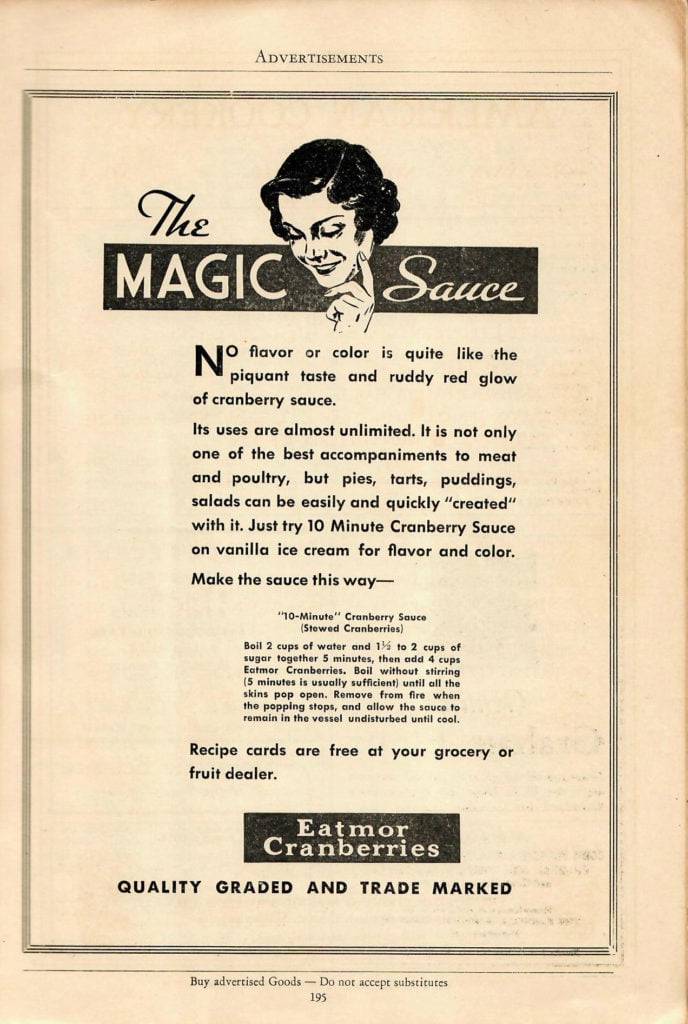 Advertisements
The
MAGIC Sauce
NO flavor or color is quite like the
piquant taste and ruddy red glow
of cranberry sauce.
Its uses are almost unlimited. It is not only
one of the best accompaniments to meat
and poultry, but pies, tarts, puddings,
salads can be easily and quickly "created"
with it. Just try 10 Minute Cranberry Sauce
on vanilla ice cream for flavor and color.
Make the sauce this way—
"10-Minute" Cranberry Sauce
(Stewed Cranberries)
Boil 2 cups of water and 1½ to 2 cups of
sugar together 5 minutes, then add 4 cups
Eatmor Cranberries. Boil without stirring
(5 minutes is usually sufficient) until all the
skins pop open. Remove from fire when
the popping stops, and allow the sauce to
remain in the vessel undisturbed until cool.
Recipe cards are free at your grocery or
fruit dealer.
Eatmor
Cranberries
QUALITY GRADED AND TRADE MARKED
Buy advertised Goods — Do not accept substitutes
195